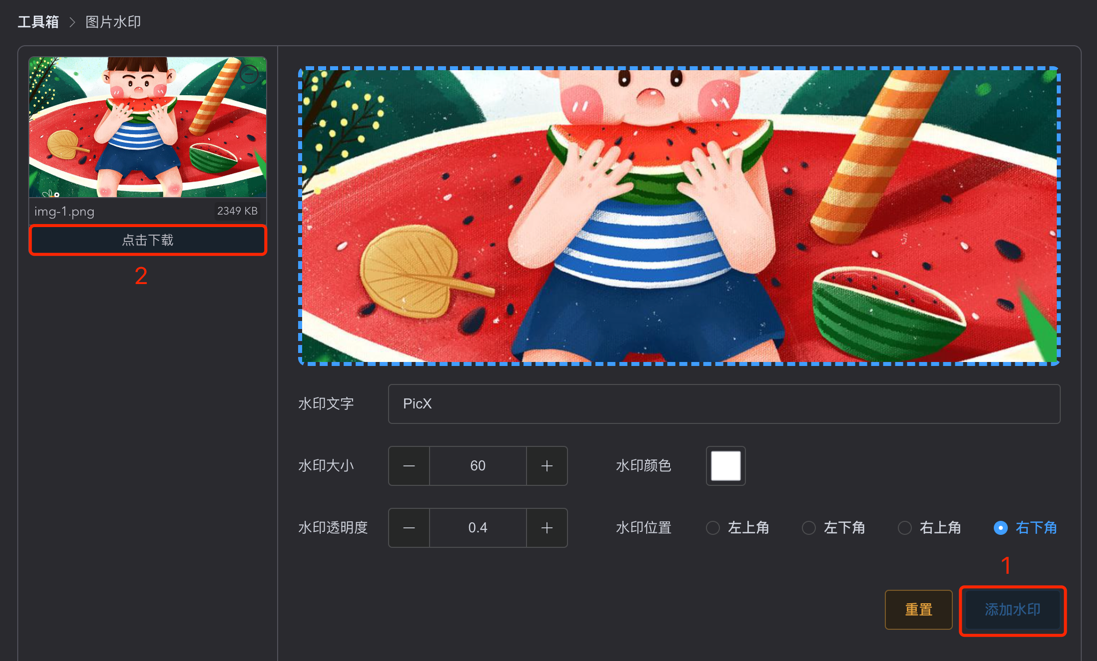 工具箱 > 图片水印
img-1.png 2349 KB
点击下载
2
水印文字 PicX
水印大小 — 60 + 水印颜色
水印透明度 — 0.4 + 水印位置 左上角 左下角 右上角 右下角
1
重置 添加水印